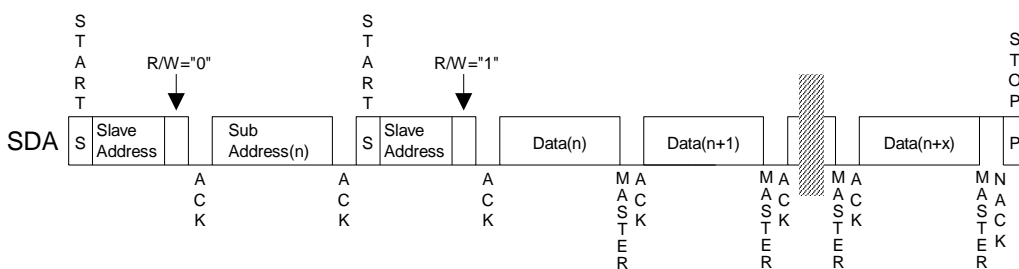 START
START
STOP
R/W="0"
R/W="1"
SDA
S
Slave
Address
Sub
Address(n)
S
Slave
Address
Data(n)
Data(n+1)
Data(n+x)
P
ACK
ACK
ACK
MASTER
ACK
MASTER
ACK
MASTER
ACK
MASTER
NACK